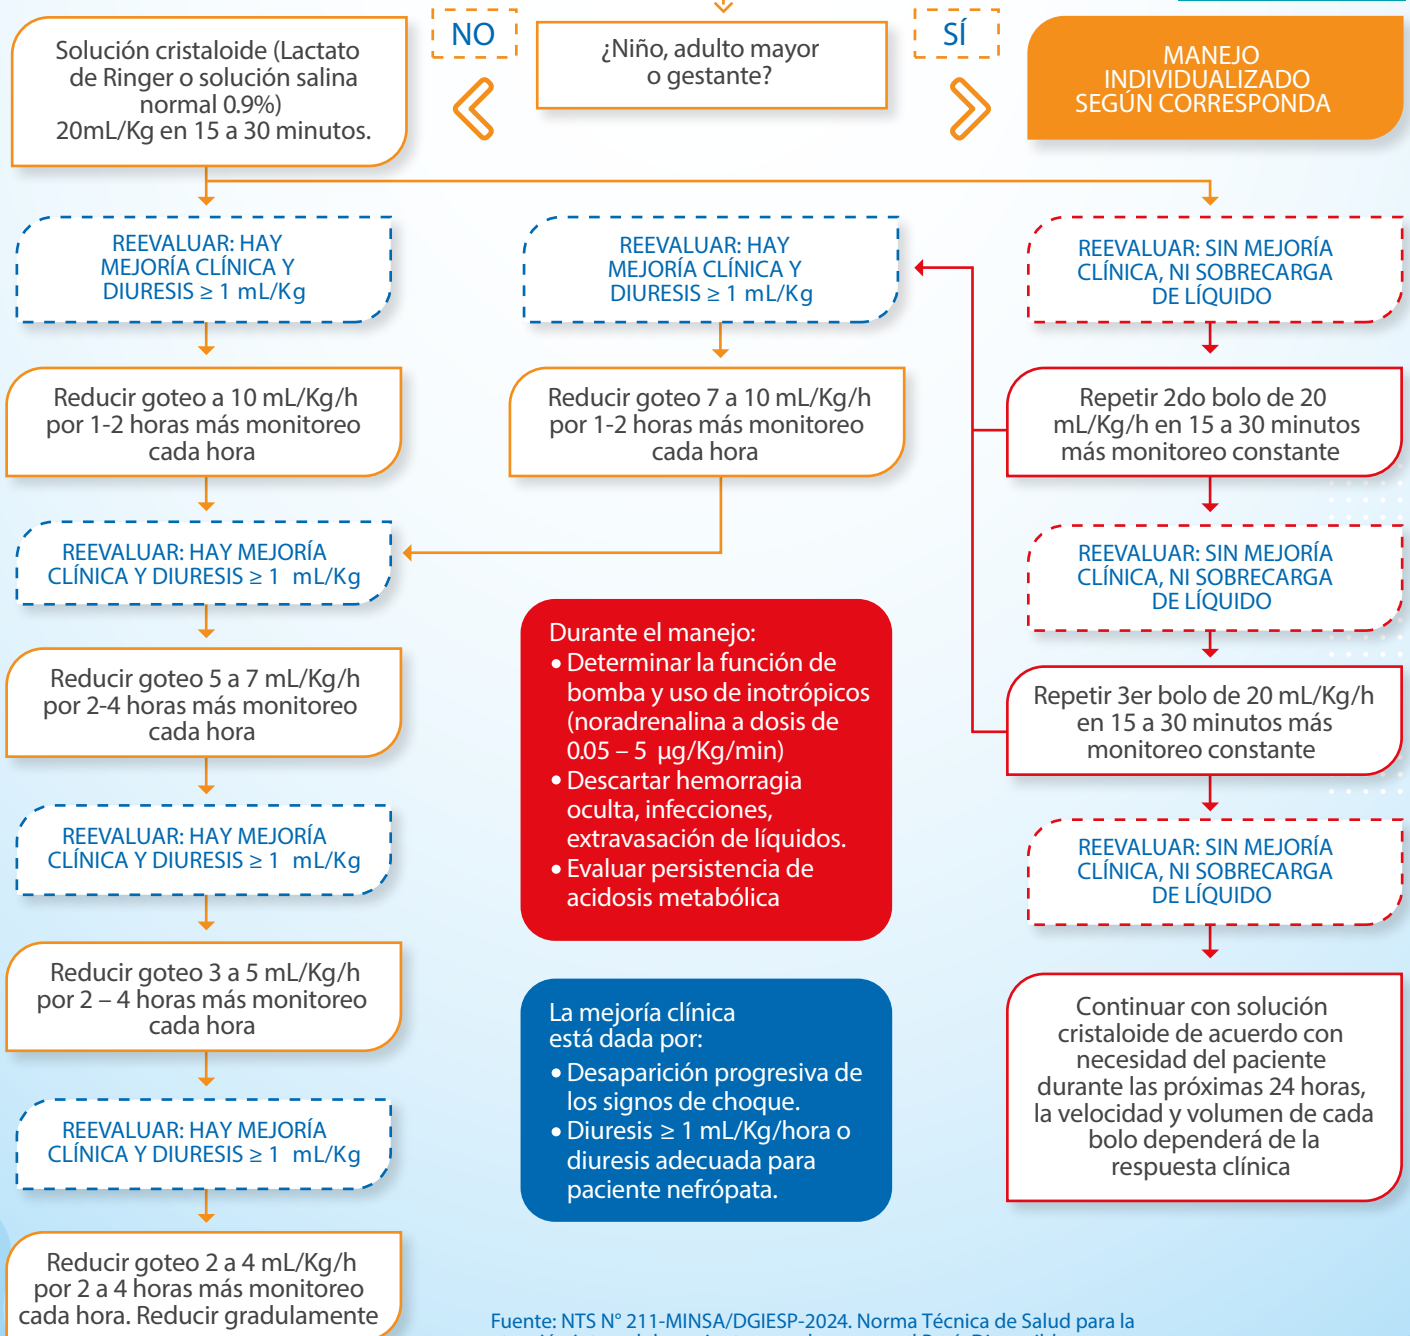 NO
¿Niño, adulto mayor
o gestante?
SÍ
MANEJO
INDIVIDUALIZADO
SEGÚN CORRESPONDA
Solución cristaloide (Lactato
de Ringer o solución salina
normal 0.9%)
20mL/Kg en 15 a 30 minutos.
REEVALUAR: HAY
MEJORÍA CLÍNICA Y
DIURESIS ≥ 1 mL/Kg
Reducir goteo a 10 mL/Kg/h
por 1-2 horas más monitoreo
cada hora
REEVALUAR: HAY MEJORÍA
CLÍNICA Y DIURESIS ≥ 1 mL/Kg
Reducir goteo 5 a 7 mL/Kg/h
por 2-4 horas más monitoreo
cada hora
REEVALUAR: HAY MEJORÍA
CLÍNICA Y DIURESIS ≥ 1 mL/Kg
Reducir goteo 3 a 5 mL/Kg/h
por 2 – 4 horas más monitoreo
cada hora
REEVALUAR: HAY MEJORÍA
CLÍNICA Y DIURESIS ≥ 1 mL/Kg
Reducir goteo 2 a 4 mL/Kg/h
por 2 a 4 horas más monitoreo
cada hora. Reducir gradulamente
REEVALUAR: HAY
MEJORÍA CLÍNICA Y
DIURESIS ≥ 1 mL/Kg
Reducir goteo 7 a 10 mL/Kg/h
por 1-2 horas más monitoreo
cada hora
Durante el manejo:
• Determinar la función de
bomba y uso de inotrópicos
(noradrenalina a dosis de
0.05 – 5 µg/Kg/min)
• Descartar hemorragia
oculta, infecciones,
extravasación de líquidos.
• Evaluar persistencia de
acidosis metabólica
La mejoría clínica
está dada por:
• Desaparición progresiva de
los signos de choque.
• Diuresis ≥ 1 mL/Kg/hora o
diuresis adecuada para
paciente nefrópata.
REEVALUAR: SIN MEJORÍA
CLÍNICA, NI SOBRECARGA
DE LÍQUIDO
Repetir 2do bolo de 20
mL/Kg/h en 15 a 30 minutos
más monitoreo constante
REEVALUAR: SIN MEJORÍA
CLÍNICA, NI SOBRECARGA
DE LÍQUIDO
Repetir 3er bolo de 20 mL/Kg/h
en 15 a 30 minutos más
monitoreo constante
REEVALUAR: SIN MEJORÍA
CLÍNICA, NI SOBRECARGA
DE LÍQUIDO
Continuar con solución
cristaloide de acuerdo con
necesidad del paciente
durante las próximas 24 horas,
la velocidad y volumen de cada
bolo dependerá de la
respuesta clínica
Fuente: NTS N° 211-MINSA/DGIESP-2024. Norma Técnica de Salud para la